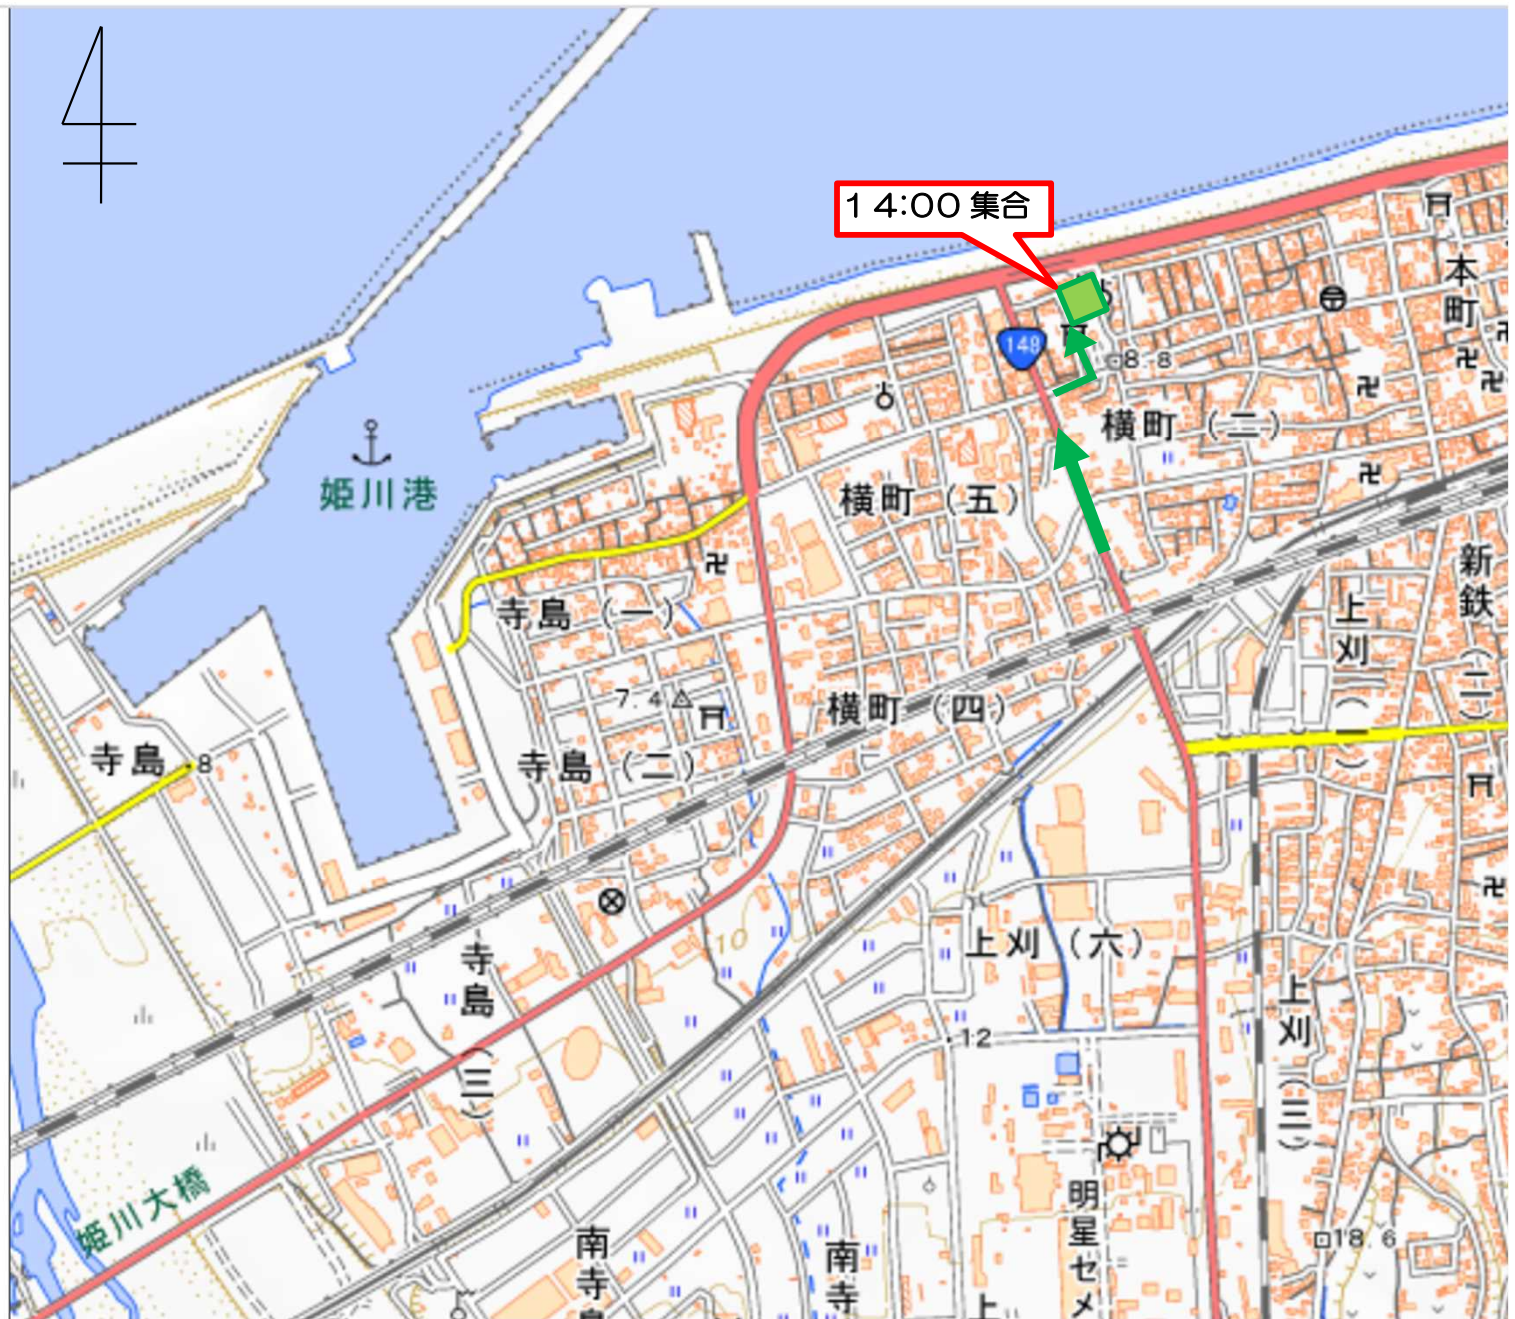 14:00 集合
本町
148
8.8
横町（二）
姫川港
横町（五）
新鉄（二）
寺島（一）
上刈（一）
7.4
横町（四）
寺島
8
寺島（二）
10
上刈（六）
寺島（三）
上刈（三）
12
姫川大橋
明星セメ
18.6
南寺島
南寺
上